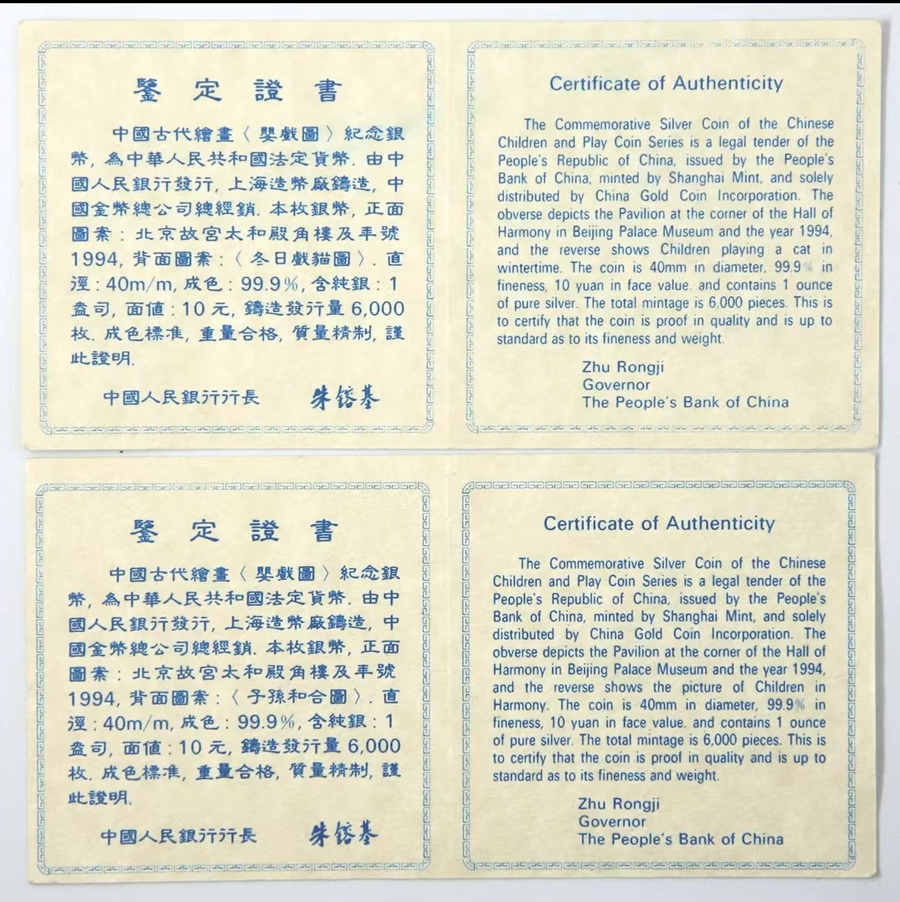 鑒定證書
中國古代繪畫〈嬰戲圖〉紀念銀
幣, 為中華人民共和國法定貨幣. 由中
國人民銀行發行, 上海造幣廠鑄造, 中
國金幣總公司總經銷. 本枚銀幣, 正面
圖案: 北京故宮太和殿角樓及年號
1994, 背面圖案:〈冬日戲貓圖〉. 直
徑: 40m/m, 成色: 99.9%, 含純銀: 1
盎司, 面值: 10 元, 鑄造發行量 6,000
枚. 成色標准, 重量合格, 質量精制, 謹
此證明.
中國人民銀行行長 朱鎔基
Certificate of Authenticity
The Commemorative Silver Coin of the Chinese
Children and Play Coin Series is a legal tender of the
People's Republic of China, issued by the People's
Bank of China, minted by Shanghai Mint, and solely
distributed by China Gold Coin Incorporation. The
obverse depicts the Pavilion at the corner of the Hall of
Harmony in Beijing Palace Museum and the year 1994,
and the reverse shows Children playing a cat in
wintertime. The coin is 40mm in diameter, 99.9% in
fineness, 10 yuan in face value. and contains 1 ounce
of pure silver. The total mintage is 6,000 pieces. This is
to certify that the coin is proof in quality and is up to
standard as to its fineness and weight.
Zhu Rongji
Governor
The People's Bank of China
鑒定證書
中國古代繪畫〈嬰戲圖〉紀念銀
幣, 為中華人民共和國法定貨幣. 由中
國人民銀行發行, 上海造幣廠鑄造, 中
國金幣總公司總經銷. 本枚銀幣, 正面
圖案: 北京故宮太和殿角樓及年號
1994, 背面圖案:〈子孫和合圖〉. 直
徑: 40m/m, 成色: 99.9%, 含純銀: 1
盎司, 面值: 10 元, 鑄造發行量 6,000
枚. 成色標准, 重量合格, 質量精制, 謹
此證明.
中國人民銀行行長 朱鎔基
Certificate of Authenticity
The Commemorative Silver Coin of the Chinese
Children and Play Coin Series is a legal tender of the
People's Republic of China, issued by the People's
Bank of China, minted by Shanghai Mint, and solely
distributed by China Gold Coin Incorporation. The
obverse depicts the Pavilion at the corner of the Hall of
Harmony in Beijing Palace Museum and the year 1994,
and the reverse shows the picture of Children in
Harmony. The coin is 40mm in diameter, 99.9% in
fineness, 10 yuan in face value. and contains 1 ounce
of pure silver. The total mintage is 6,000 pieces. This is
to certify that the coin is proof in quality and is up to
standard as to its fineness and weight.
Zhu Rongji
Governor
The People's Bank of China